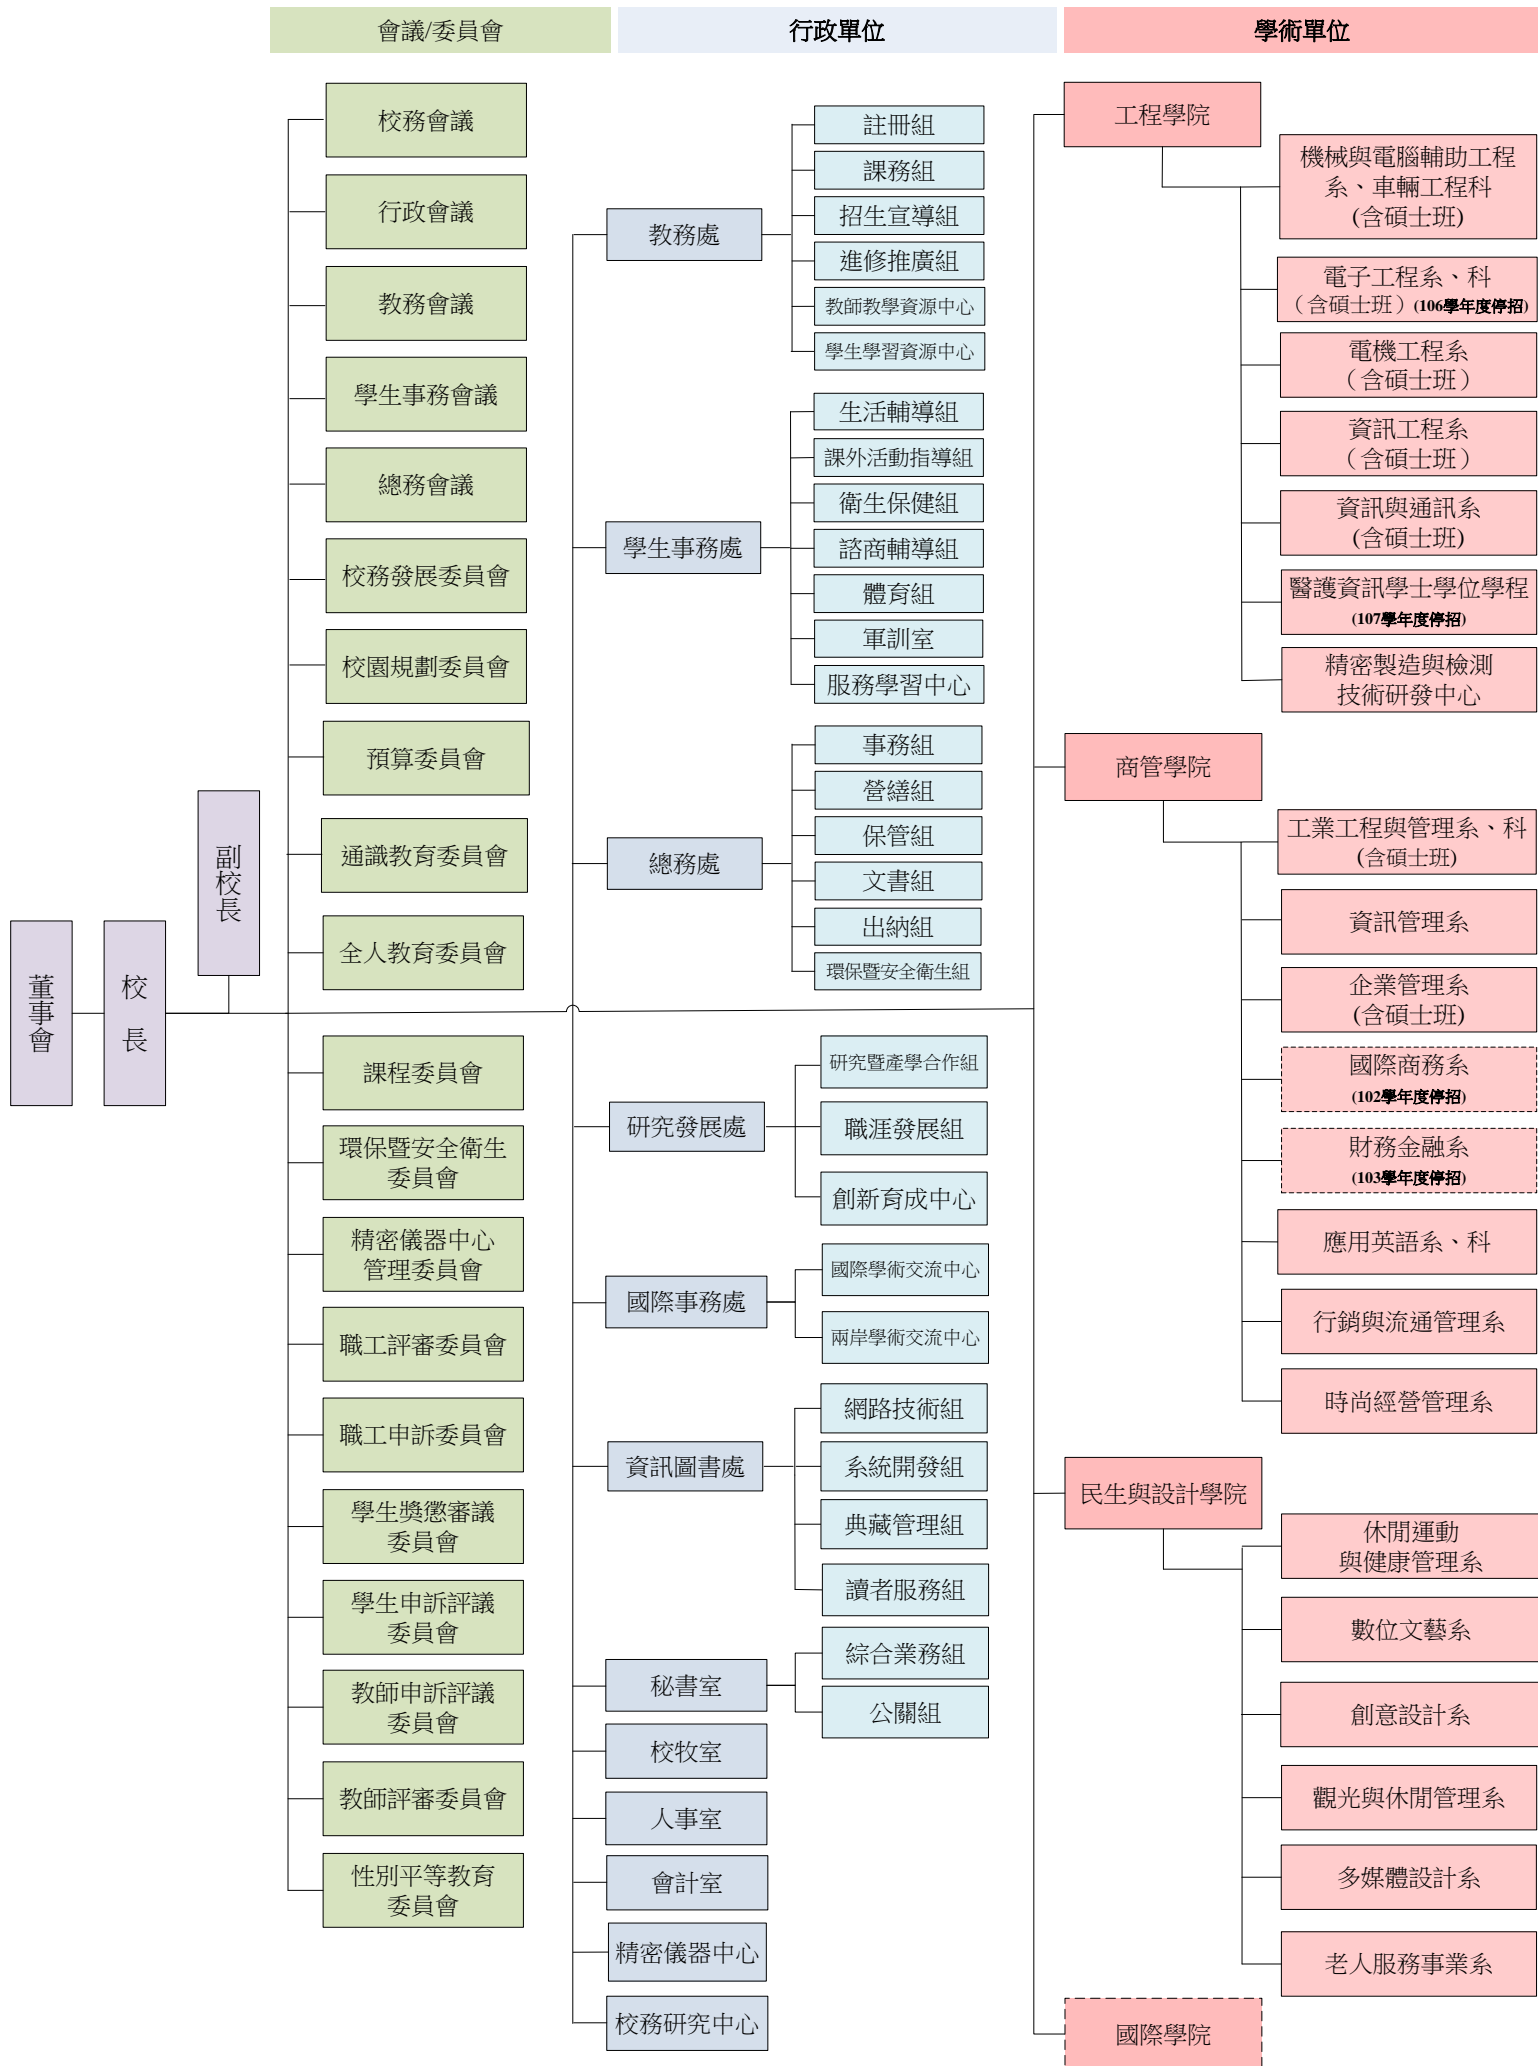 會議/委員會
行政單位
學術單位
董事會
校
長
副校長
校務會議
行政會議
教務會議
學生事務會議
總務會議
校務發展委員會
校園規劃委員會
預算委員會
通識教育委員會
全人教育委員會
課程委員會
環保暨安全衛生
委員會
精密儀器中心
管理委員會
職工評審委員會
職工申訴委員會
學生獎懲審議
委員會
學生申訴評議
委員會
教師申訴評議
委員會
教師評審委員會
性別平等教育
委員會
教務處
註冊組
課務組
招生宣導組
進修推廣組
教師教學資源中心
學生學習資源中心
學生事務處
生活輔導組
課外活動指導組
衛生保健組
諮商輔導組
體育組
軍訓室
服務學習中心
總務處
事務組
營繕組
保管組
文書組
出納組
環保暨安全衛生組
研究發展處
研究暨產學合作組
職涯發展組
創新育成中心
國際事務處
國際學術交流中心
兩岸學術交流中心
資訊圖書處
網路技術組
系統開發組
典藏管理組
讀者服務組
秘書室
綜合業務組
公關組
校牧室
人事室
會計室
精密儀器中心
校務研究中心
工程學院
機械與電腦輔助工程
系、車輛工程科
(含碩士班)
電子工程系、科
（含碩士班）(106學年度停招)
電機工程系
（含碩士班）
資訊工程系
（含碩士班）
資訊與通訊系
(含碩士班)
醫護資訊學士學位學程
(107學年度停招)
精密製造與檢測
技術研發中心
商管學院
工業工程與管理系、科
(含碩士班)
資訊管理系
企業管理系
(含碩士班)
國際商務系
(102學年度停招)
財務金融系
(103學年度停招)
應用英語系、科
行銷與流通管理系
時尚經營管理系
民生與設計學院
休閒運動
與健康管理系
數位文藝系
創意設計系
觀光與休閒管理系
多媒體設計系
老人服務事業系
國際學院